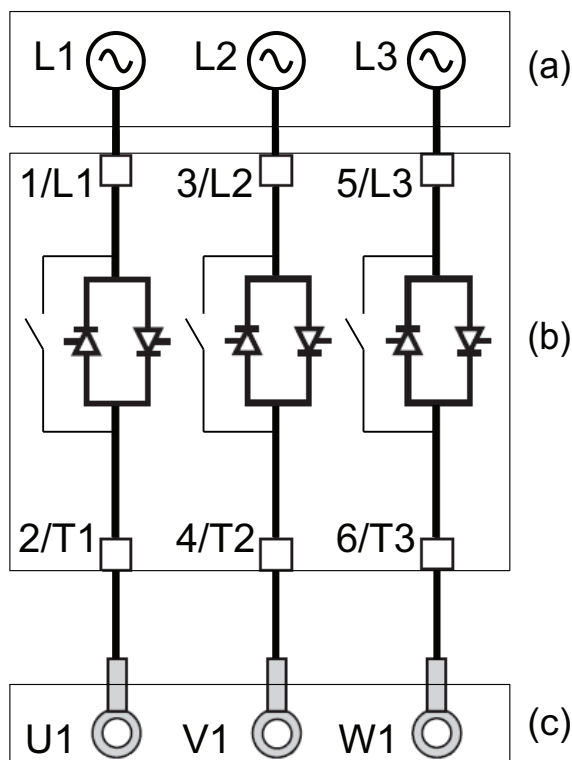 L1 L2 L3 (a)
1/L1 3/L2 5/L3
(b)
2/T1 4/T2 6/T3
U1 V1 W1 (c)